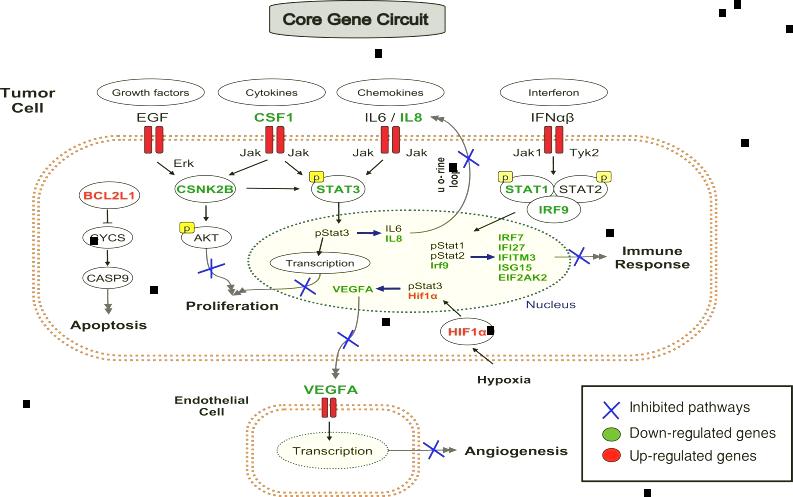 Core Gene Circuit
Tumor
Cell
Growth factors
Cytokines
Chemokines
Interferon
EGF
CSF1
IL6 / IL8
IFNαβ
Erk
Jak
Jak
Jak
Jak
Jak1
Tyk2
loop
BCL2L1
CSNK2B
p
STAT3
p
STAT1
STAT2
p
IRF9
p
AKT
CASP9
Apoptosis
Proliferation
pStat3
IL6
IL8
Transcription
pStat1
pStat2
Irf9
IRF7
IFI27
IFITM3
ISG15
EIF2AK2
Immune
Response
VEGFA
pStat3
Hif1α
Nucleus
HIF1α
Hypoxia
Endothelial
Cell
VEGFA
Transcription
Angiogenesis
Inhibited pathways
Down-regulated genes
Up-regulated genes